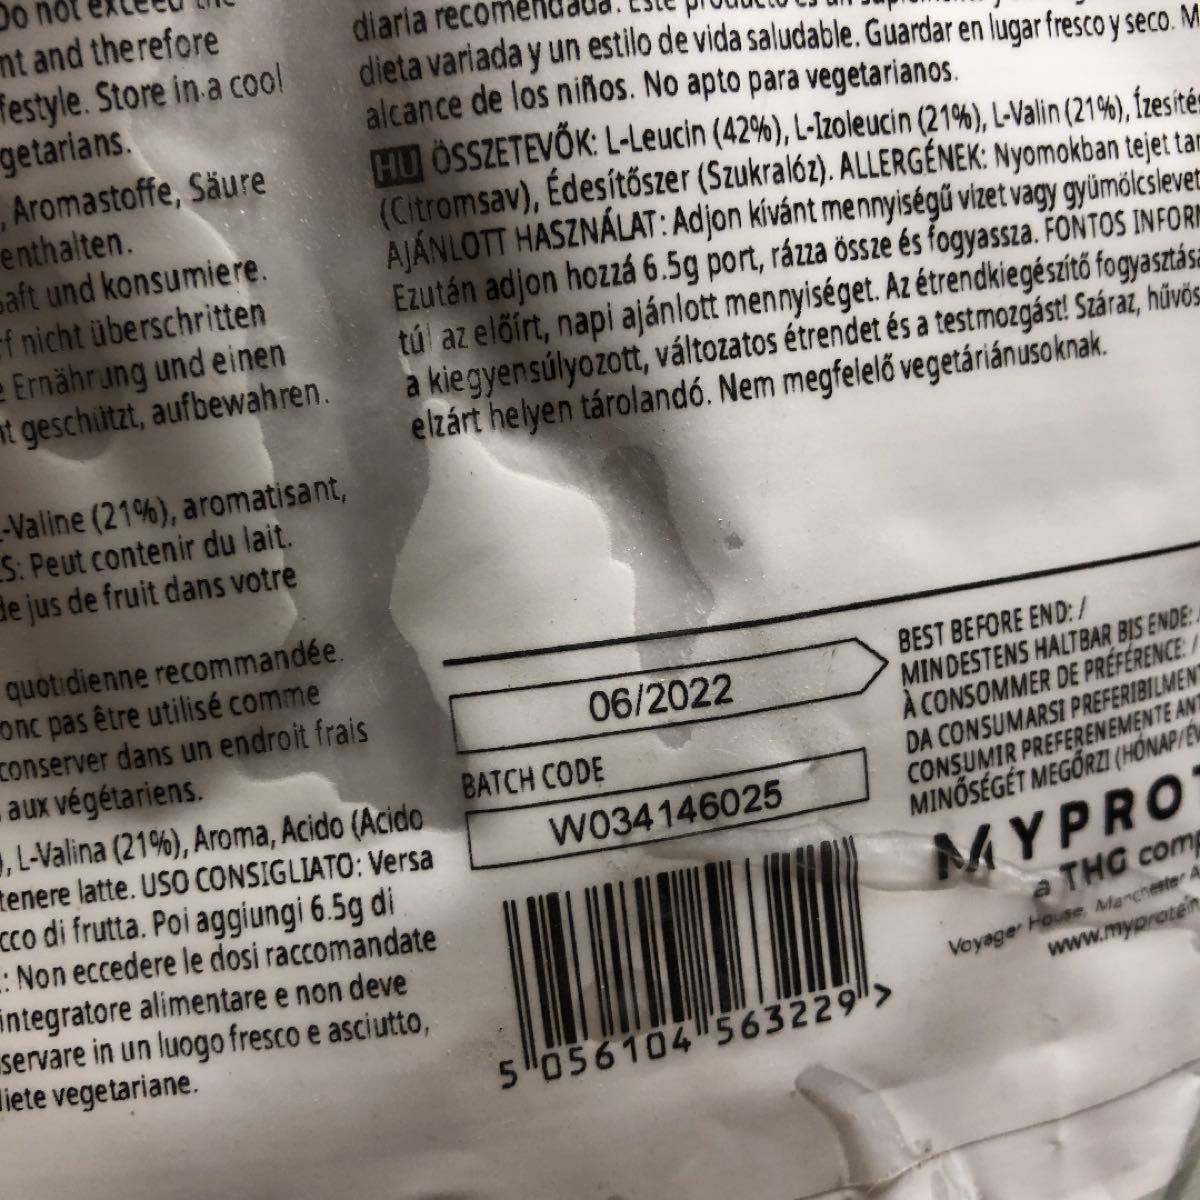 Do not exceed the
nt and therefore
festyle. Store in a cool
getarians.
, Aromastoffe, Säure
enthalten.
aft und konsumiere.
f nicht überschritten
e Ernährung und einen
nt geschützt, aufbewahren.
-Valine (21%), aromatisant,
S: Peut contenir du lait.
de jus de fruit dans votre
quotidienne recommandée.
onc pas être utilisé comme
conserver dans un endroit frais
aux végétariens.
), L-Valina (21%), Aroma, Acido (Acido
tenere latte. USO CONSIGLIATO: Versa
cco di frutta. Poi aggiungi 6.5g di
: Non eccedere le dosi raccomandate
integratore alimentare e non deve
servare in un luogo fresco e asciutto,
diete vegetariane.
diaria recomendada. Este producto es un
dieta variada y un estilo de vida saludable. Guardar en lugar fresco y seco. M
alcance de los niños. No apto para vegetarianos.
HU ÖSSZETEVŐK: L-Leucin (42%), L-Izoleucin (21%), L-Valin (21%), Ízesítés
(Citromsav), Édesítőszer (Szukralóz). ALLERGÉNEK: Nyomokban tejet tar
AJÁNLOTT HASZNÁLAT: Adjon kívánt mennyiségű vizet vagy gyümölcslevet
Ezután adjon hozzá 6.5g port, rázza össze és fogyassza. FONTOS INFORM
túl az előírt, napi ajánlott mennyiséget. Az étrendkiegészítő fogyasztása
a kiegyensúlyozott, változatos étrendet és a testmozgást! Száraz, hűvös
elzárt helyen tárolandó. Nem megfelelő vegetáriánusoknak.
06/2022
BATCH CODE
W034146025
BEST BEFORE END: /
MINDESTENS HALTBAR BIS ENDE: /
À CONSOMMER DE PRÉFÉRENCE: /
DA CONSUMARSI PREFERIBILMEN
CONSUMIR PREFERENEMENTE ANT
MINŐSÉGÉT MEGŐRZI (HÓNAP/ÉV
MYPROT
a THG comp
Voyager House, Manchester A
www.myprotein
5 056104 563229 >